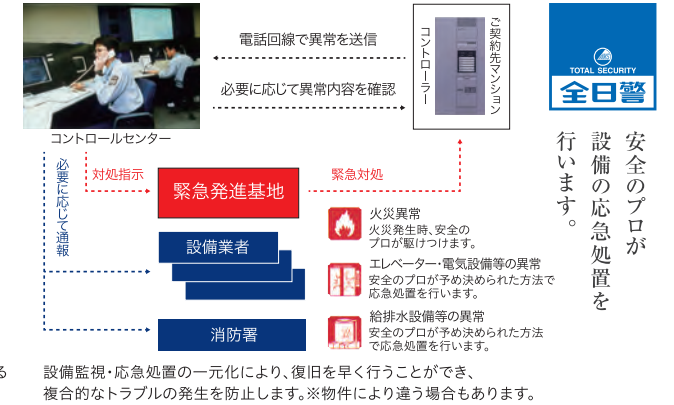 電話回線で異常を送信
必要に応じて異常内容を確認
ご契約先マンション
コントローラー
TOTAL SECURITY
全日警
安全のプロが
設備の応急処置を
行います。
コントロールセンター
必要に応じて通報
対処指示
緊急発進基地
緊急対処
設備業者
消防署
火災異常
火災発生時、安全の
プロが駆けつけます。
エレベーター・電気設備等の異常
安全のプロが予め決められた方法で
応急処置を行います。
給排水設備等の異常
安全のプロが予め決められた方法
で応急処置を行います。
る
設備監視・応急処置の一元化により、復旧を早く行うことができ、
複合的なトラブルの発生を防止します。※物件により違う場合もあります。